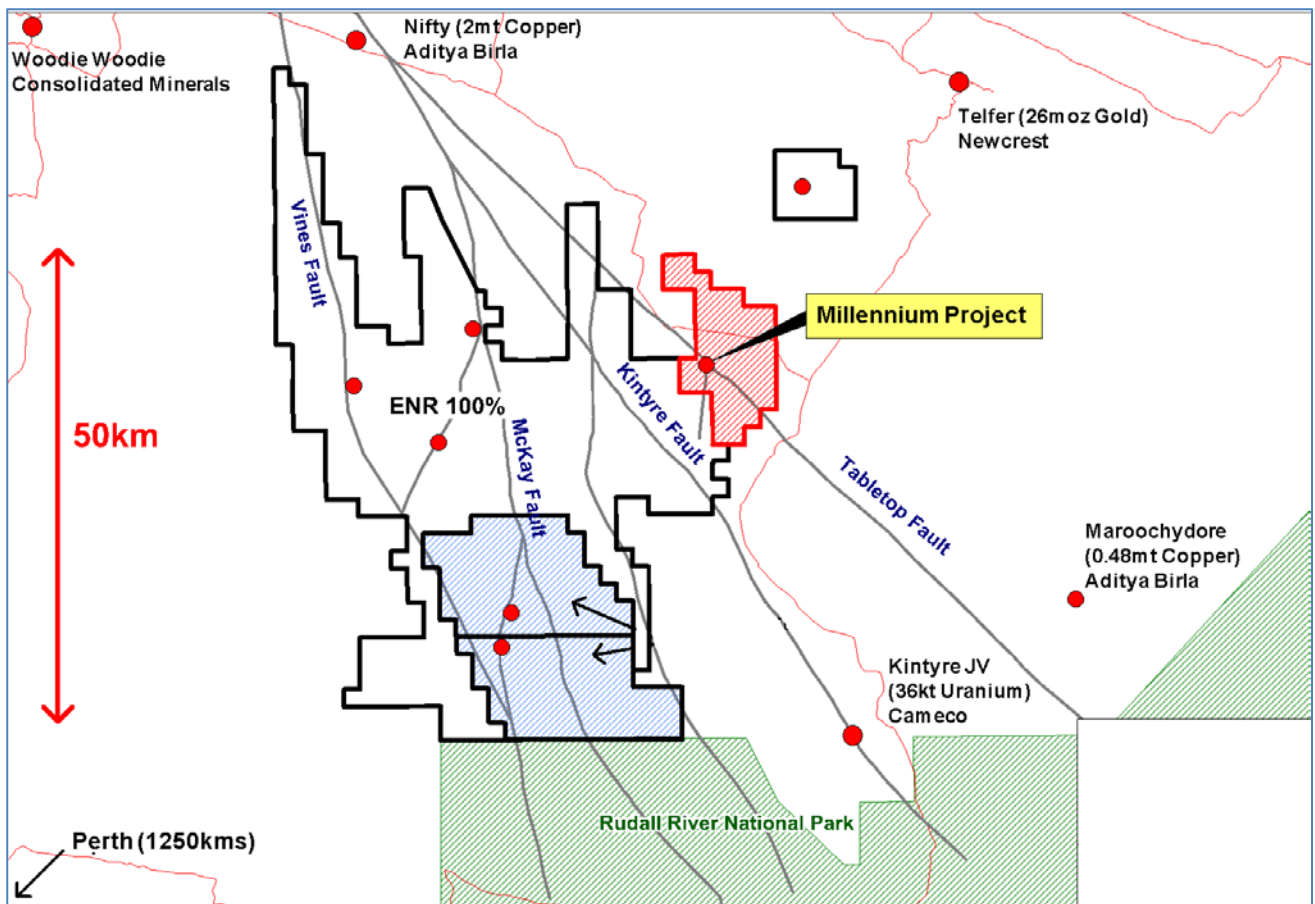 Nifty (2mt Copper)
Aditya Birla
Woodie Woodie
Consolidated Minerals
Telfer (26moz Gold)
Newcrest
Vines Fault
Millennium Project
50km
ENR 100%
McKay Fault
Kintyre Fault
Tabletop Fault
Maroochydore
(0.48mt Copper)
Aditya Birla
Kintyre JV
(36kt Uranium)
Cameco
Rudall River National Park
Perth (1250kms)